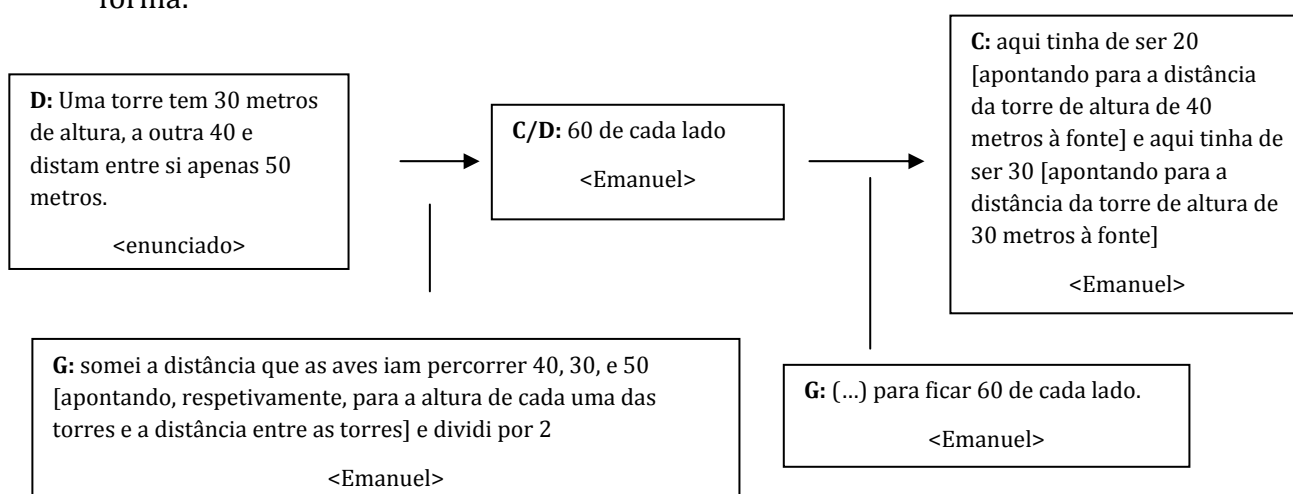 forma:
D: Uma torre tem 30 metros
de altura, a outra 40 e
distam entre si apenas 50
metros.
<enunciado>
C/D: 60 de cada lado
<Emanuel>
C: aqui tinha de ser 20
[apontando para a distância
da torre de altura de 40
metros à fonte] e aqui tinha de
ser 30 [apontando para a
distância da torre de altura de
30 metros à fonte]
<Emanuel>
G: somei a distância que as aves iam percorrer 40, 30, e 50
[apontando, respetivamente, para a altura de cada uma das
torres e a distância entre as torres] e dividi por 2
<Emanuel>
G: (...) para ficar 60 de cada lado.
<Emanuel>